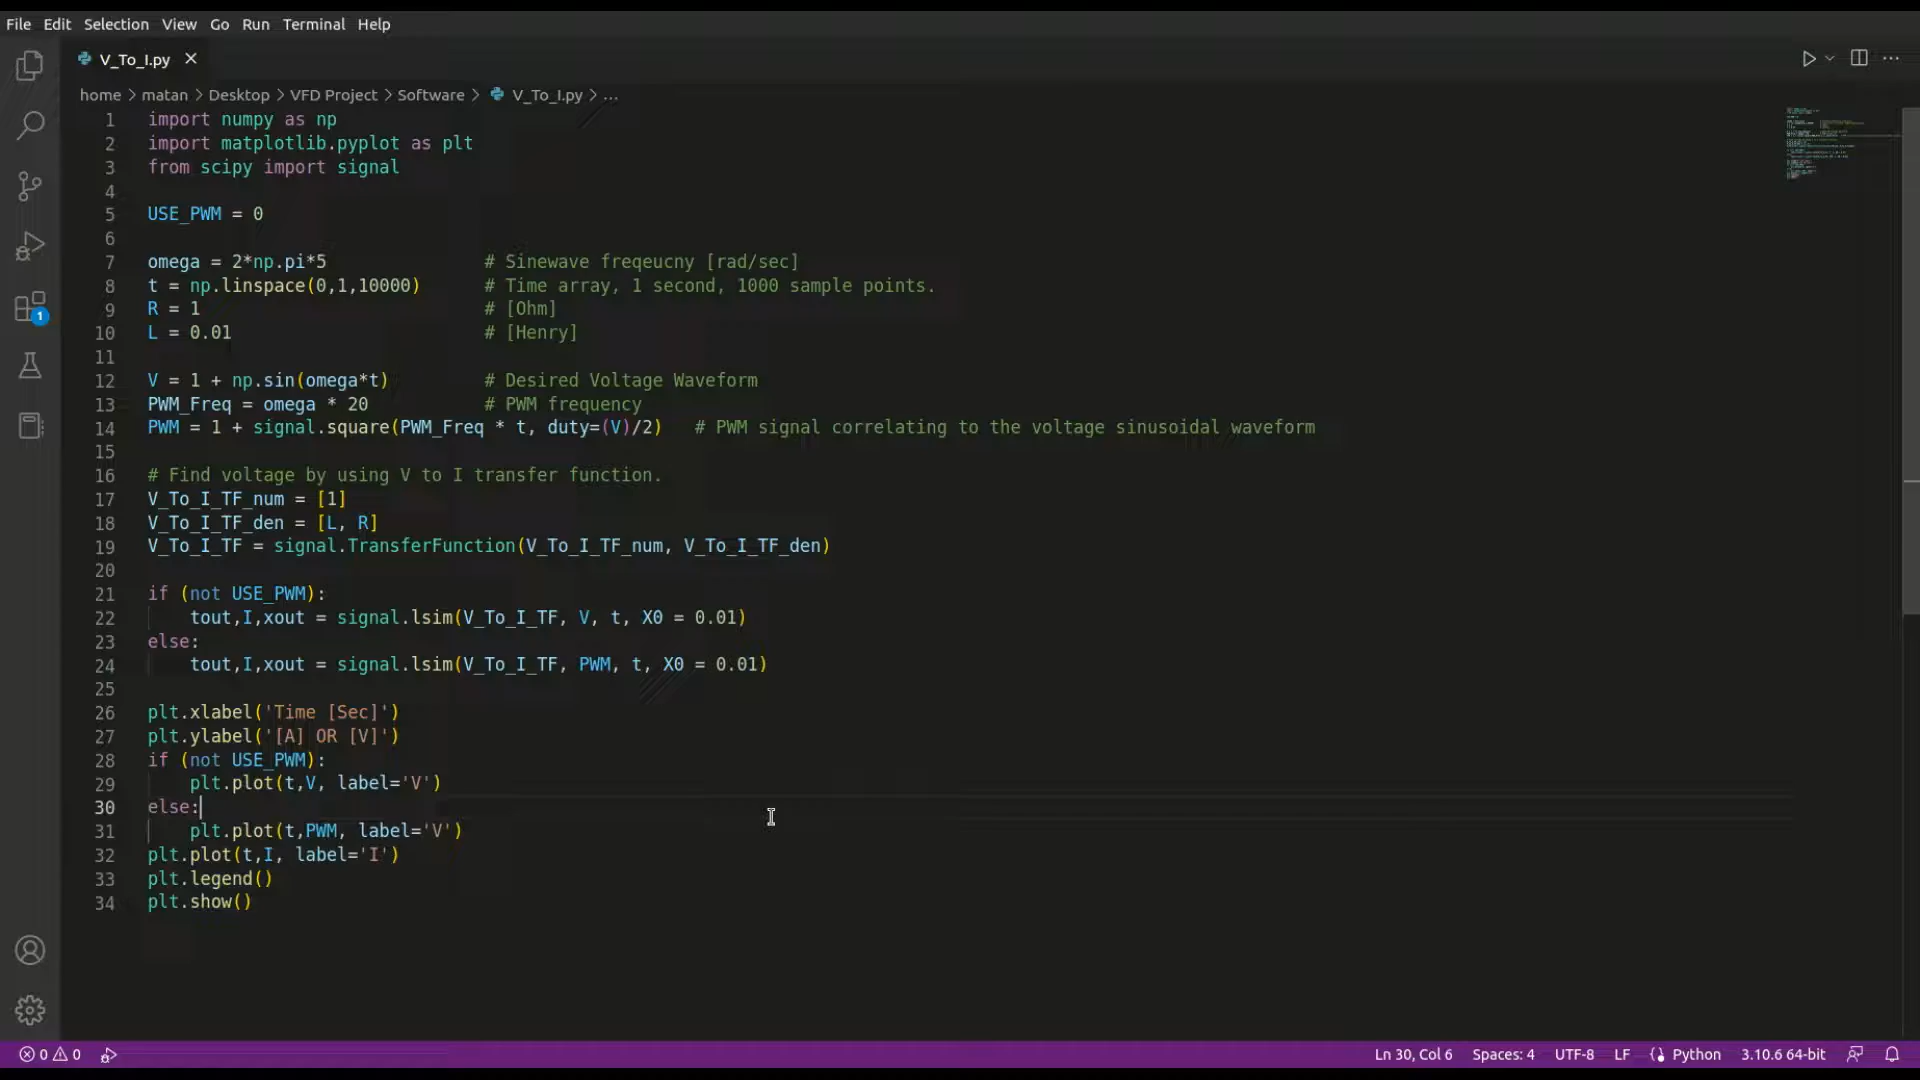 File Edit Selection View Go Run Terminal Help
V_To_I.py
home > matan > Desktop > VFD Project > Software > V_To_I.py > ...
1 import numpy as np
2 import matplotlib.pyplot as plt
3 from scipy import signal
4
5 USE_PWM = 0
6
7 omega = 2*np.pi*5 # Sinewave freqeucny [rad/sec]
8 t = np.linspace(0,1,10000) # Time array, 1 second, 1000 sample points.
9 R = 1 # [Ohm]
10 L = 0.01 # [Henry]
11
12 V = 1 + np.sin(omega*t) # Desired Voltage Waveform
13 PWM_Freq = omega * 20 # PWM frequency
14 PWM = 1 + signal.square(PWM_Freq * t, duty=(V)/2) # PWM signal correlating to the voltage sinusoidal waveform
15
16 # Find voltage by using V to I transfer function.
17 V_To_I_TF_num = [1]
18 V_To_I_TF_den = [L, R]
19 V_To_I_TF = signal.TransferFunction(V_To_I_TF_num, V_To_I_TF_den)
20
21 if (not USE_PWM):
22     tout,I,xout = signal.lsim(V_To_I_TF, V, t, X0 = 0.01)
23 else:
24     tout,I,xout = signal.lsim(V_To_I_TF, PWM, t, X0 = 0.01)
25
26 plt.xlabel('Time [Sec]')
27 plt.ylabel('[A] OR [V]')
28 if (not USE_PWM):
29     plt.plot(t,V, label='V')
30 else:
31     plt.plot(t,PWM, label='V')
32 plt.plot(t,I, label='I')
33 plt.legend()
34 plt.show()
1
0 0 Ln 30, Col 6 Spaces: 4 UTF-8 LF Python 3.10.6 64-bit